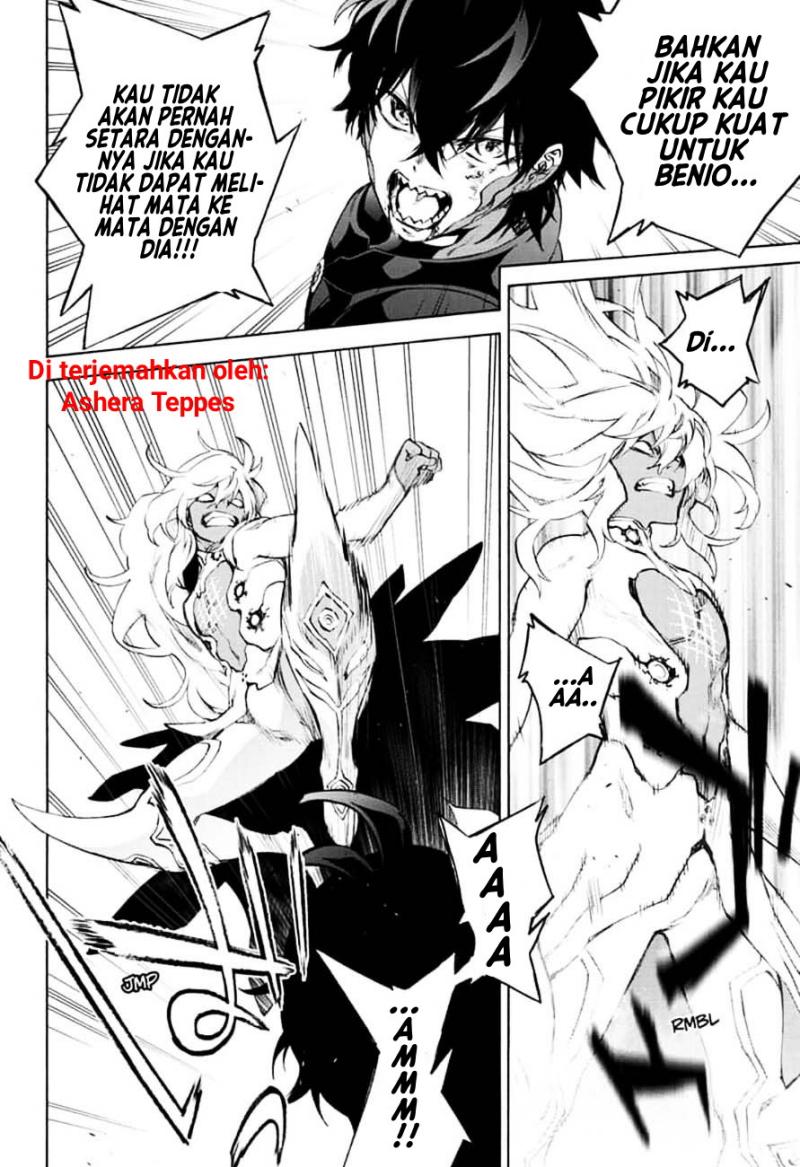 BAHKAN
JIKA KAU
PIKIR KAU
CUKUP KUAT
UNTUK
BENIO...
KAU TIDAK
AKAN PERNAH
SETARA DENGAN-
NYA JIKA KAU
TIDAK DAPAT MELI-
HAT MATA KE
MATA DENGAN
DIA!!!
Di...
...A
AA..
RMBL
Di terjemahkan oleh:
Ashera Teppes
A
A
A
A
...AMMM!!
JMP